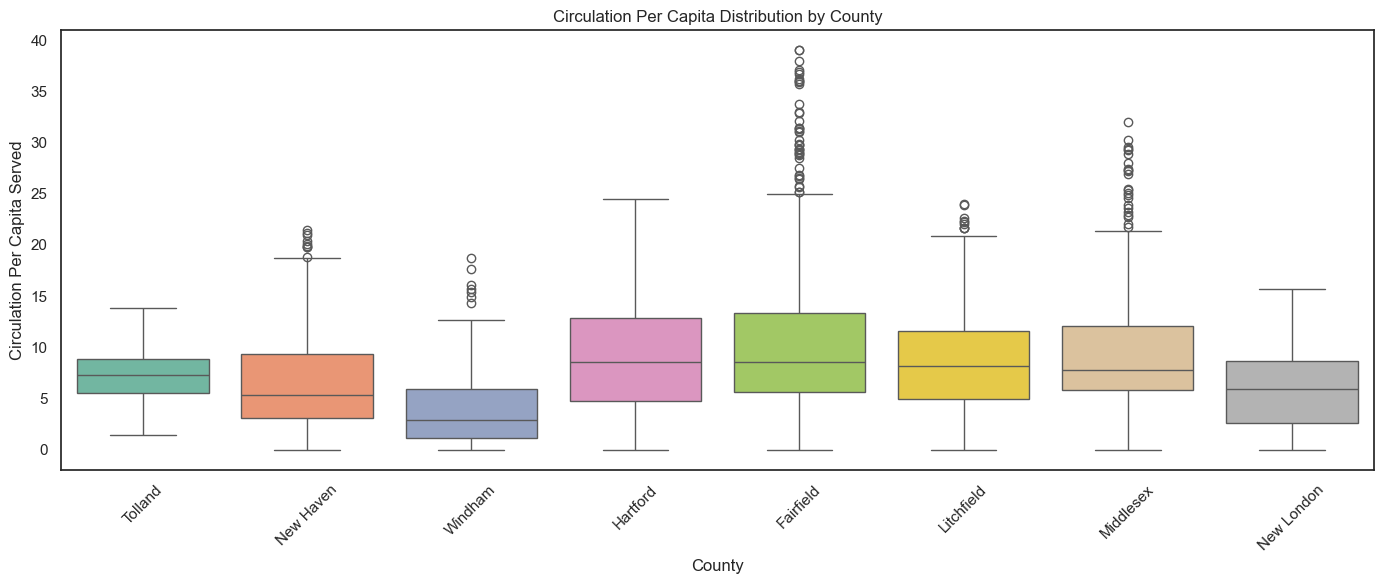 Circulation Per Capita Distribution by County
Circulation Per Capita Served
40
35
30
25
20
15
10
5
0
Tolland
New Haven
Windham
Hartford
Fairfield
Litchfield
Middlesex
New London
County